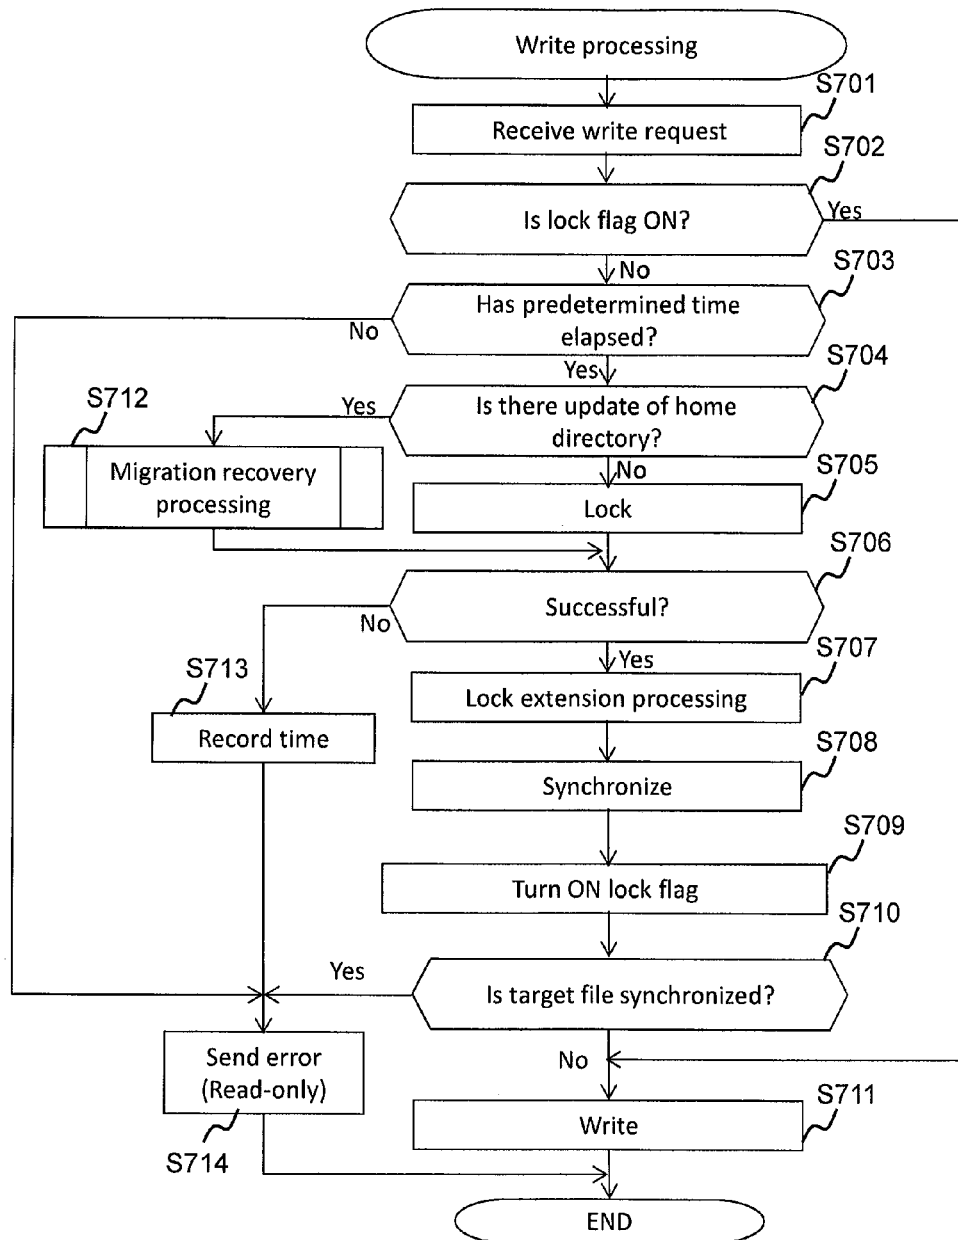 Write processing
S701
Receive write request
S702
Is lock flag ON?
Yes
No
S703
Has predetermined time
elapsed?
No
Yes
S704
Is there update of home
directory?
Yes
No
S712
Migration recovery
processing
S705
Lock
S706
Successful?
No
Yes
S707
Lock extension processing
S713
Record time
S708
Synchronize
S709
Turn ON lock flag
S710
Is target file synchronized?
Yes
No
Send error
(Read-only)
S714
S711
Write
END